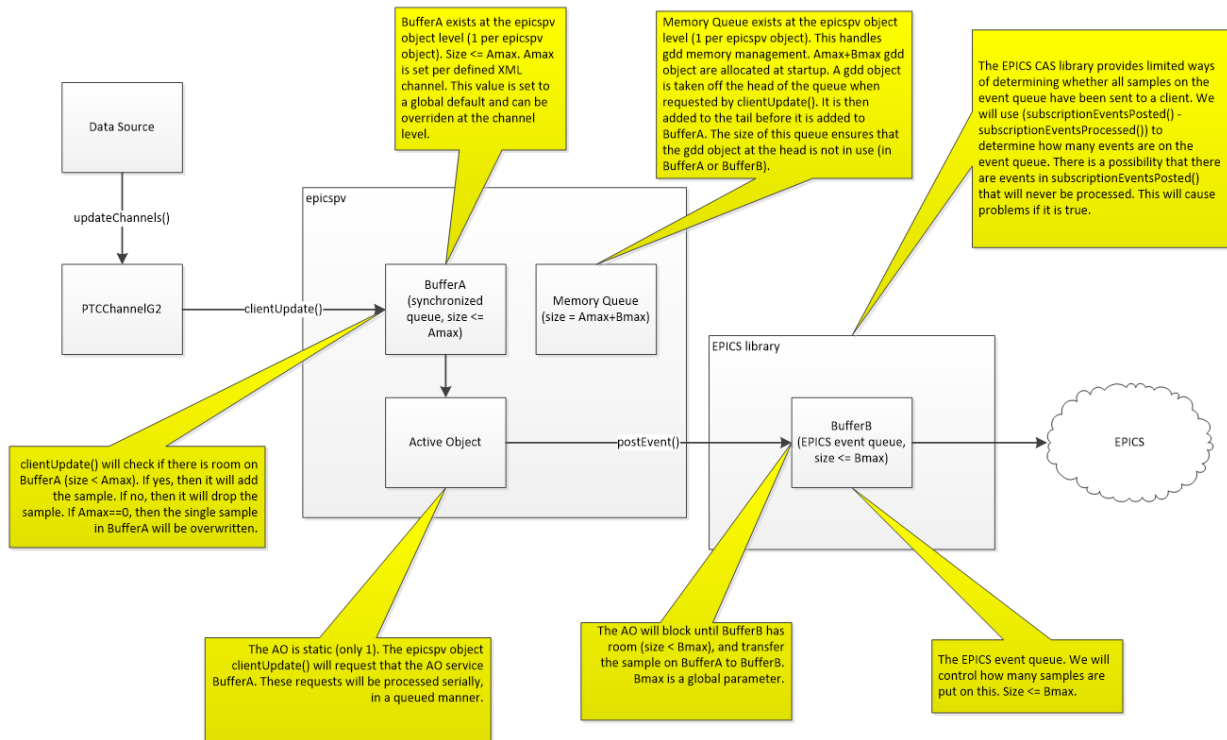 BufferA exists at the epicspv
object level (1 per epicspv
object). Size <= Amax. Amax
is set per defined XML
channel. This value is set to
a global default and can be
overriden at the channel
level.
Memory Queue exists at the epicspv object
level (1 per epicspv object). This handles
gdd memory management. Amax+Bmax gdd
object are allocated at startup. A gdd object
is taken off the head of the queue when
requested by clientUpdate(). It is then
added to the tail before it is added to
BufferA. The size of this queue ensures that
the gdd object at the head is not in use (in
BufferA or BufferB).
The EPICS CAS library provides limited ways
of determining whether all samples on the
event queue have been sent to a client. We
will use (subscriptionEventsPosted() -
subscriptionEventsProcessed()) to
determine how many events are on the
event queue. There is a possibility that there
are events in subscriptionEventsPosted()
that will never be processed. This will cause
problems if it is true.
Data Source
updateChannels()
epicspv
PTCChannelG2
clientUpdate()
BufferA
(synchronized
queue, size <=
Amax)
Memory Queue
(size = Amax+Bmax)
EPICS library
Active Object
postEvent()
BufferB
(EPICS event queue,
size <= Bmax)
EPICS
clientUpdate() will check if there is room on
BufferA (size < Amax). If yes, then it will add
the sample. If no, then it will drop the
sample. If Amax==0, then the single sample
in BufferA will be overwritten.
The AO is static (only 1). The epicspv object
clientUpdate() will request that the AO service
BufferA. These requests will be processed serially,
in a queued manner.
The AO will block until BufferB has
room (size < Bmax), and transfer
the sample on BufferA to BufferB.
Bmax is a global parameter.
The EPICS event queue. We will
control how many samples are
put on this. Size <= Bmax.